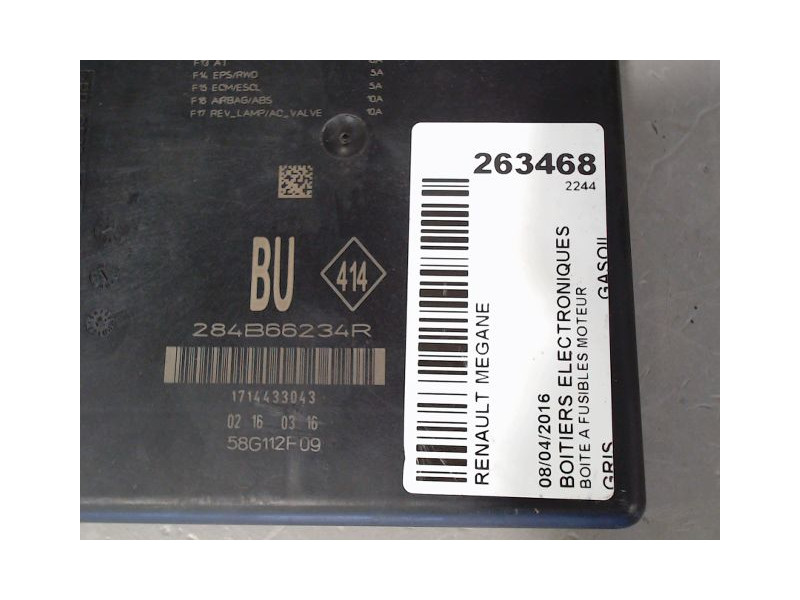 F13 AT
F14 EPS/RWD 5A
F15 ECM/ESCL 5A
F16 AIRBAG/ABS 10A
F17 REV_LAMP/AC_VALVE 10A
BU
414
284B66234R
1714433043
02 16 03 16
58G112F09
263468
2244
RENAULT MEGANE
08/04/2016
BOITIERS ELECTRONIQUES
BOITE A FUSIBLES MOTEUR
GRIS
GASOIL